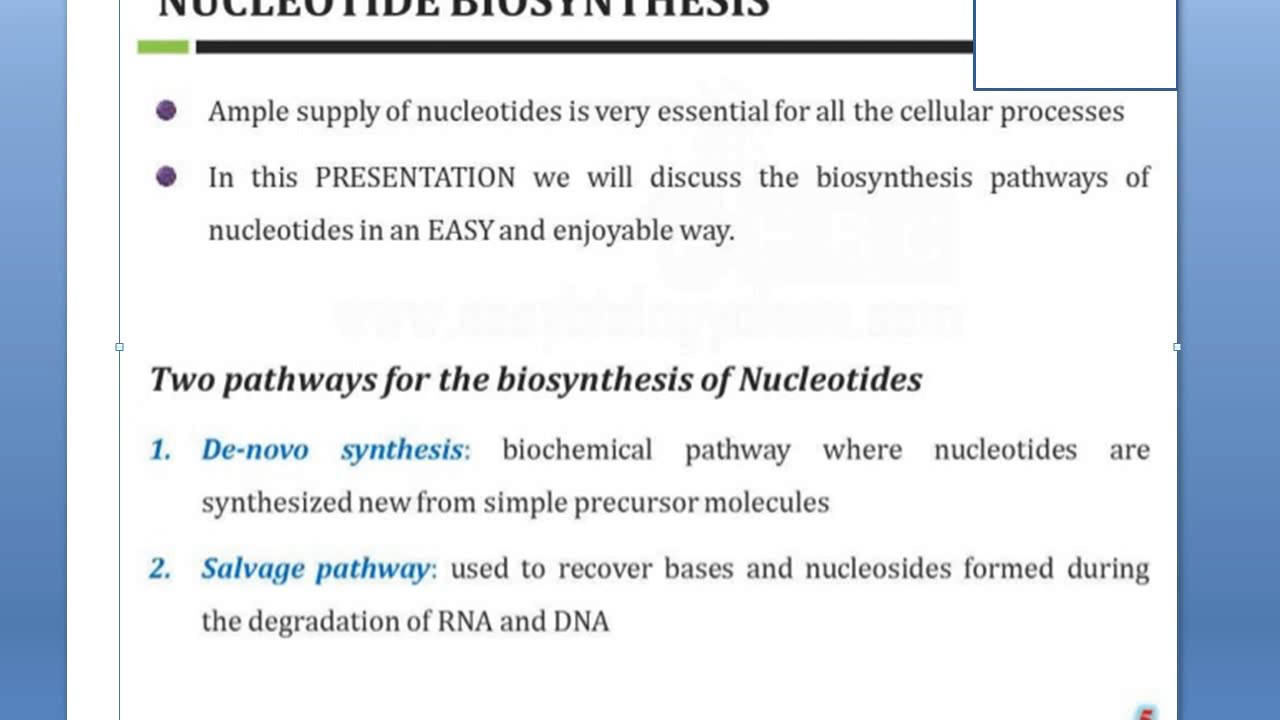 NUCLEOTIDE BIOSYNTHESIS
Ample supply of nucleotides is very essential for all the cellular processes
In this PRESENTATION we will discuss the biosynthesis pathways of
nucleotides in an EASY and enjoyable way.
Two pathways for the biosynthesis of Nucleotides
1. De-novo synthesis: biochemical pathway where nucleotides are
synthesized new from simple precursor molecules
2. Salvage pathway: used to recover bases and nucleosides formed during
the degradation of RNA and DNA
5